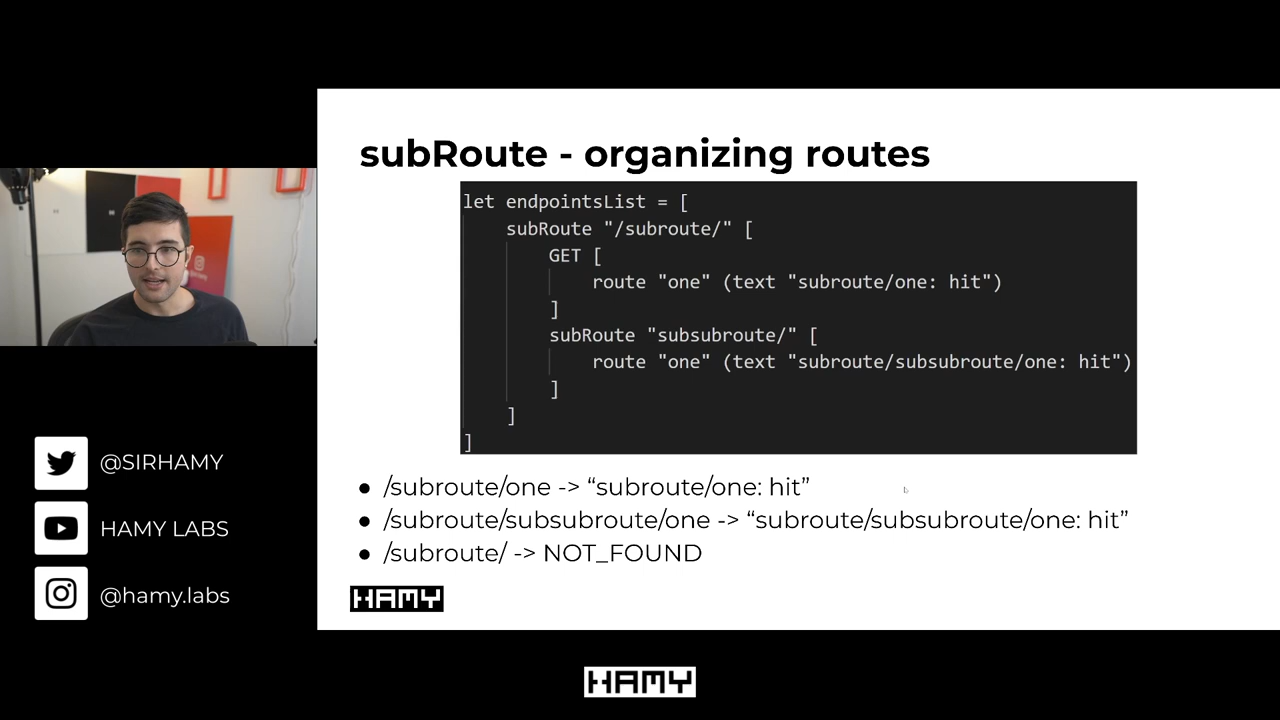 subRoute - organizing routes
let endpointsList = [
subRoute "/subroute/" [
GET [
route "one" (text "subroute/one: hit")
]
subRoute "subsubroute/" [
route "one" (text "subroute/subsubroute/one: hit")
]
]
]
● /subroute/one -> “subroute/one: hit”
● /subroute/subsubroute/one -> “subroute/subsubroute/one: hit”
● /subroute/ -> NOT_FOUND
HAMY
@SIRHAMY
HAMY LABS
@hamy.labs
HAMY